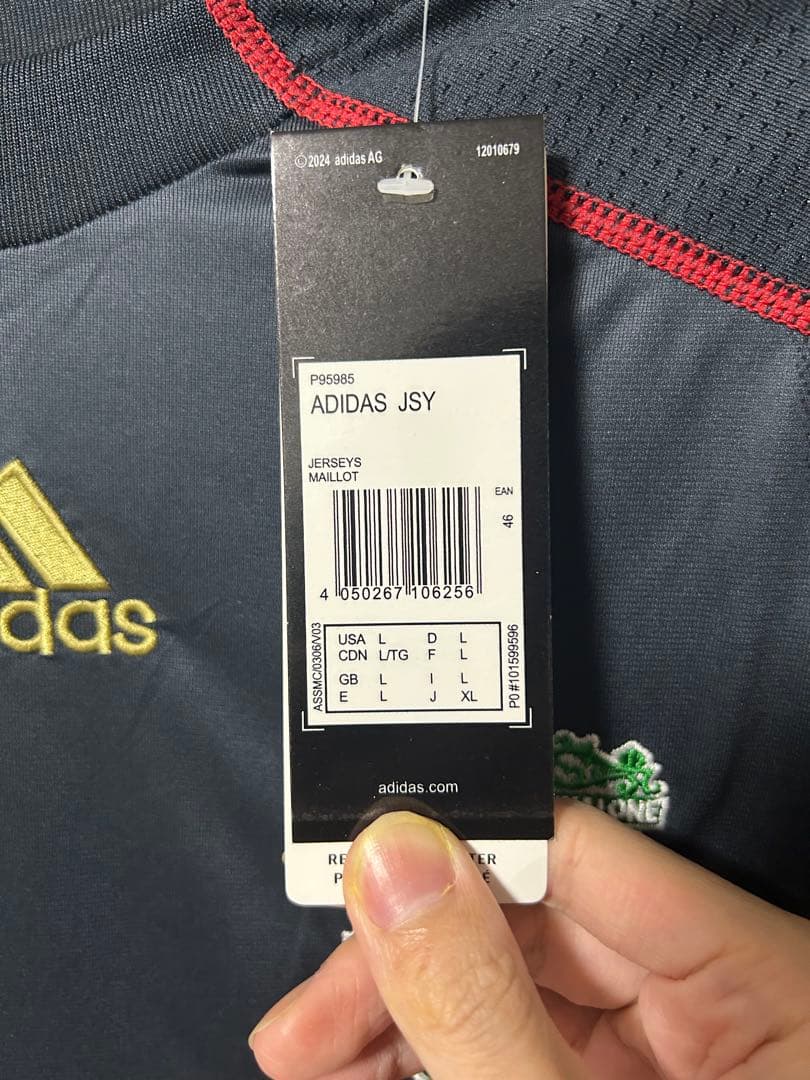 ©2024 adidas AG
12010679
P95985
ADIDAS JSY
JERSEYS
MAILLOT
EAN
46
4 050267 106256
ASSMC/0306/V03
USA L D L
CDN L/TG F L
GB L I L
E L J XL
PO#101599596
adidas.com
das